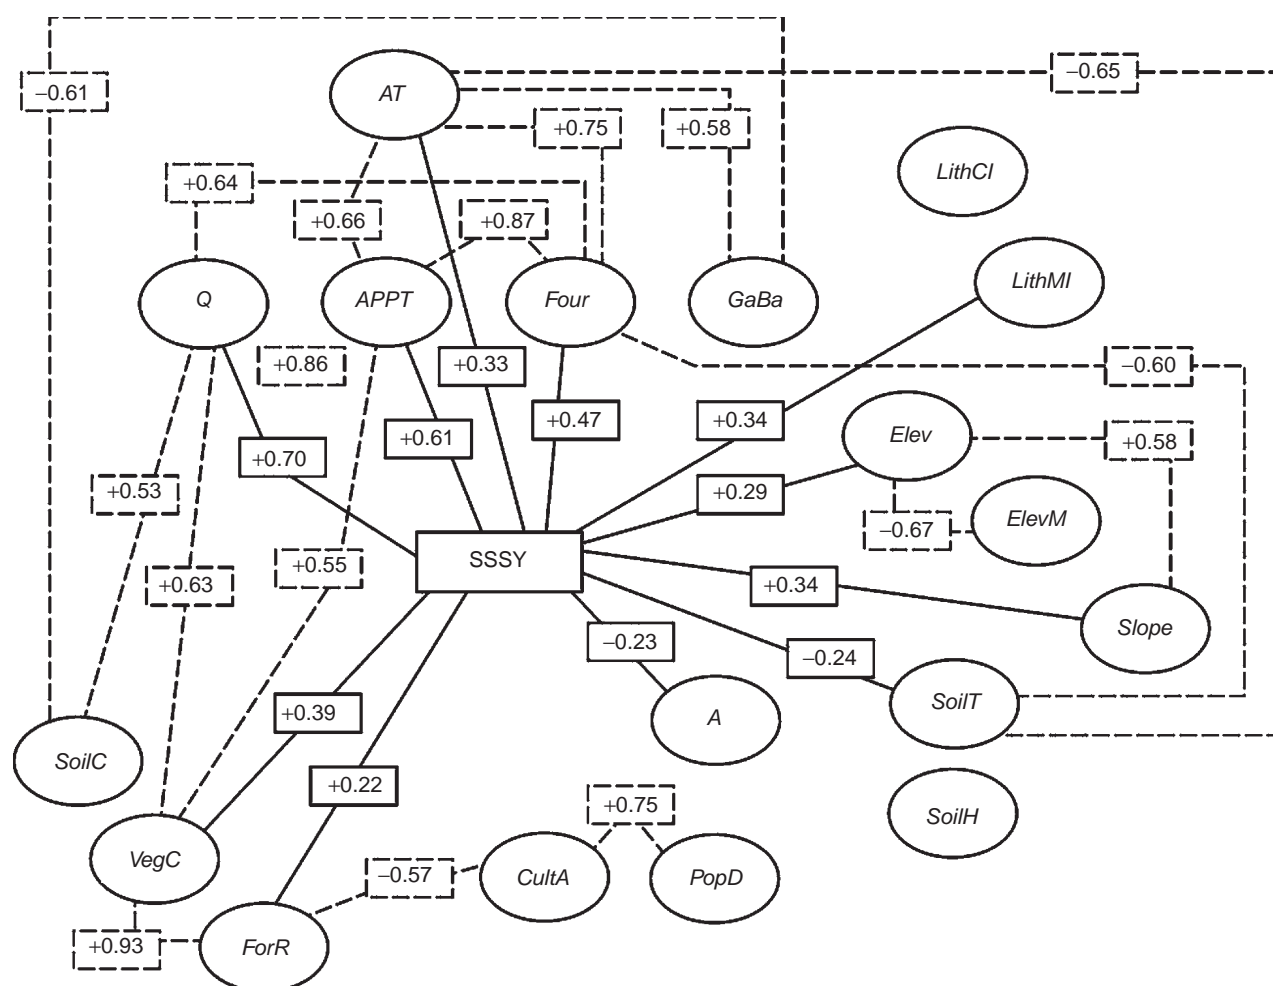 −0.65
−0.61
AT
+0.75
+0.58
LithCl
+0.64
+0.66
+0.87
LithMl
Q
APPT
Four
GaBa
+0.86
+0.33
−0.60
+0.34
+0.47
+0.61
Elev
+0.58
+0.70
+0.53
+0.29
ElevM
−0.67
SSSY
+0.55
+0.63
+0.34
Slope
−0.23
−0.24
SoilT
+0.39
A
SoilC
+0.22
+0.75
SoilH
VegC
−0.57
CultA
PopD
+0.93
ForR